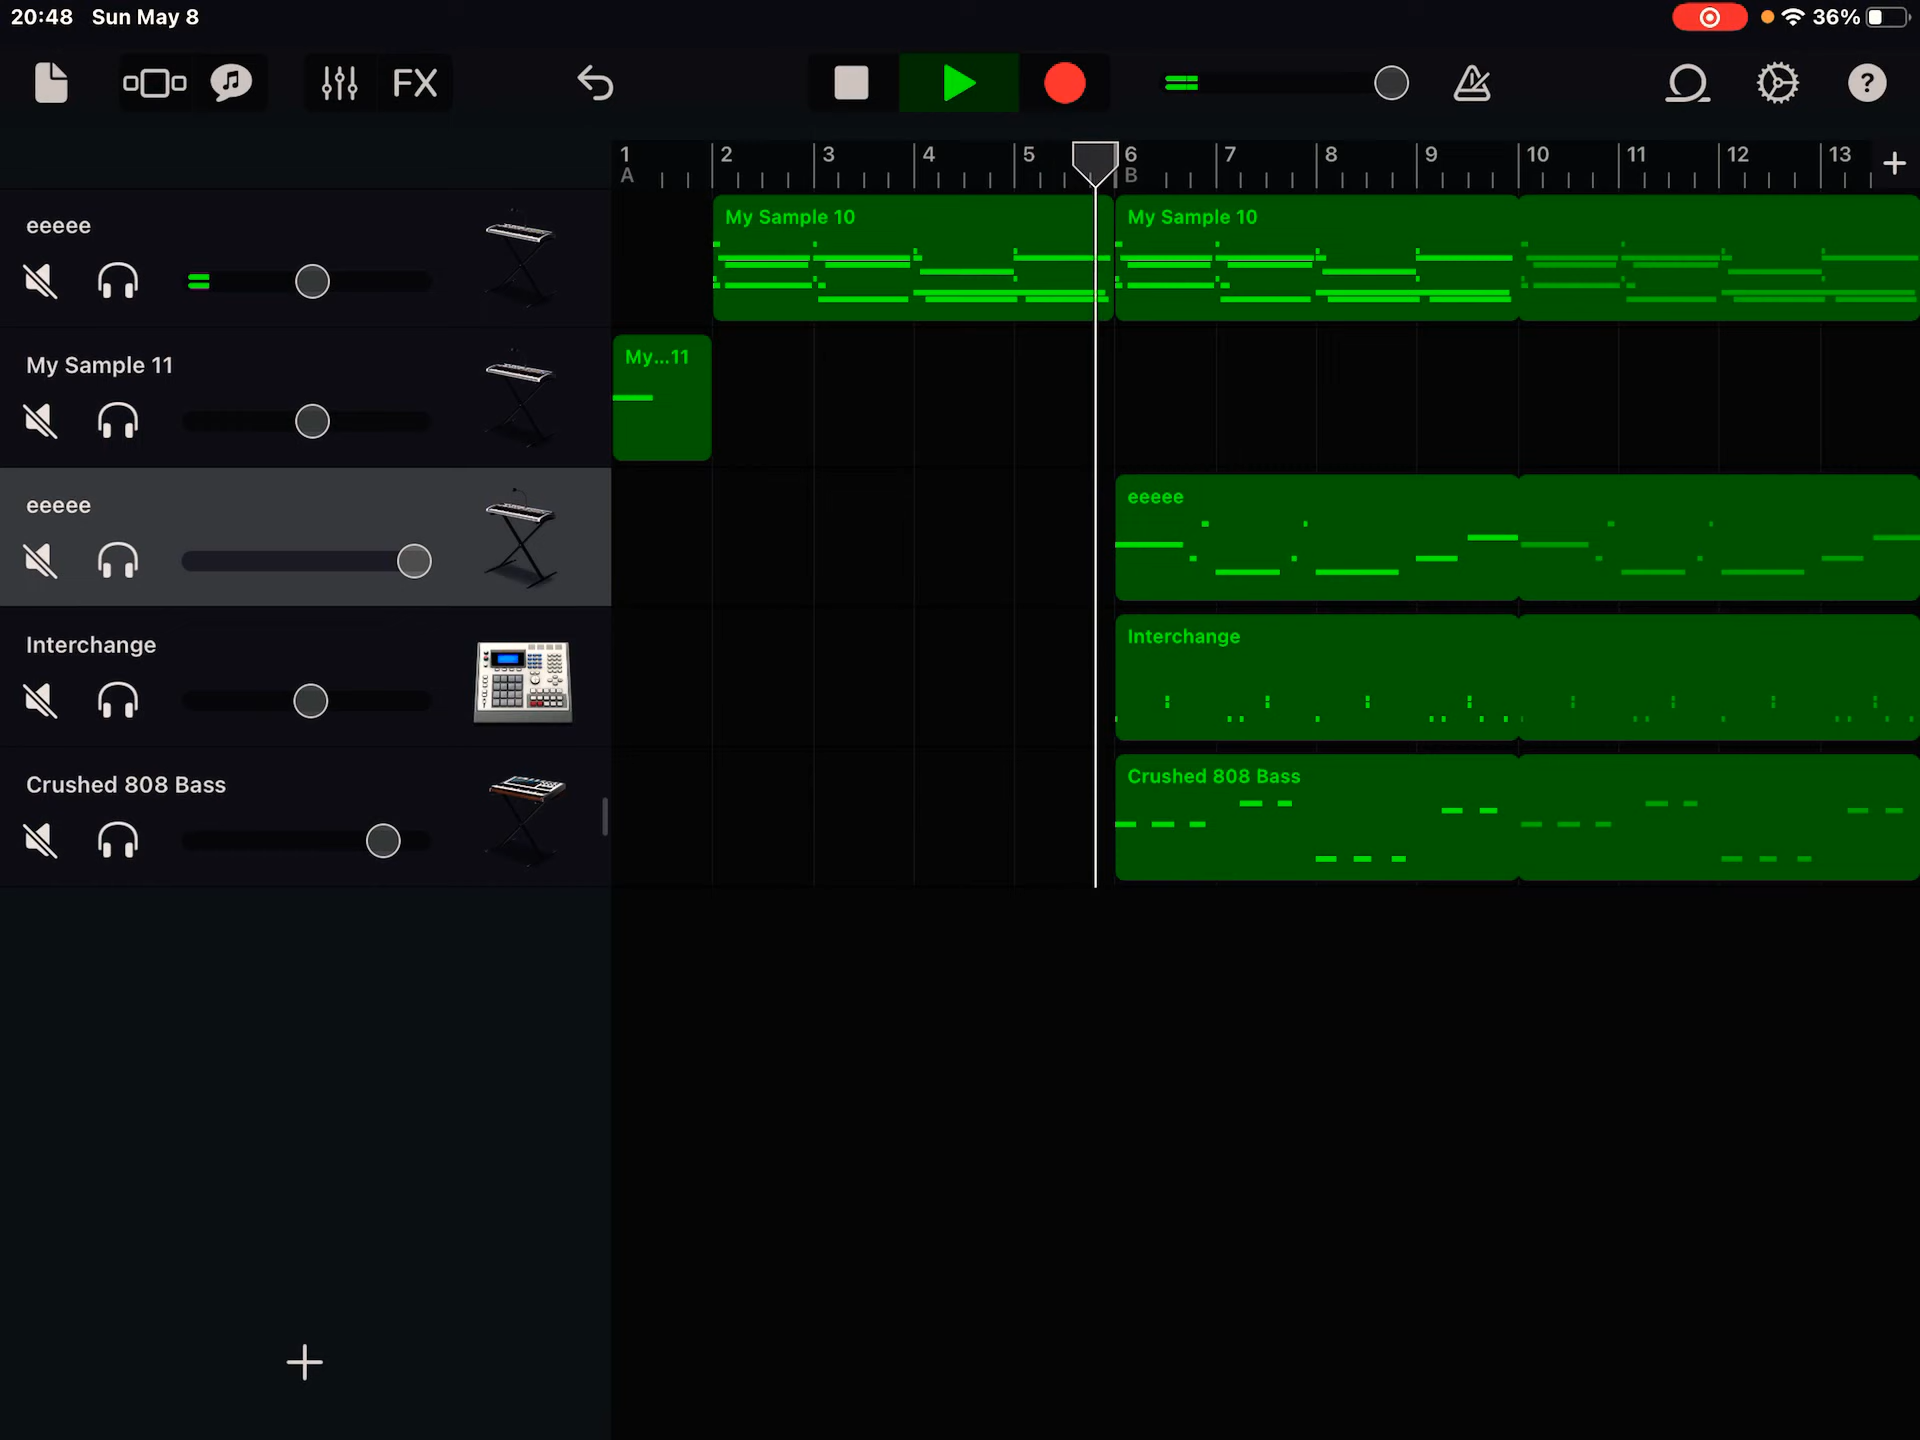 20:48 Sun May 8
36%
FX
?
1 2 3 4 5 6 7 8 9 10 11 12 13
A B
eeeee
My Sample 10 My Sample 10
My Sample 11
My...11
eeeee
eeeee
Interchange
Interchange
Crushed 808 Bass
Crushed 808 Bass